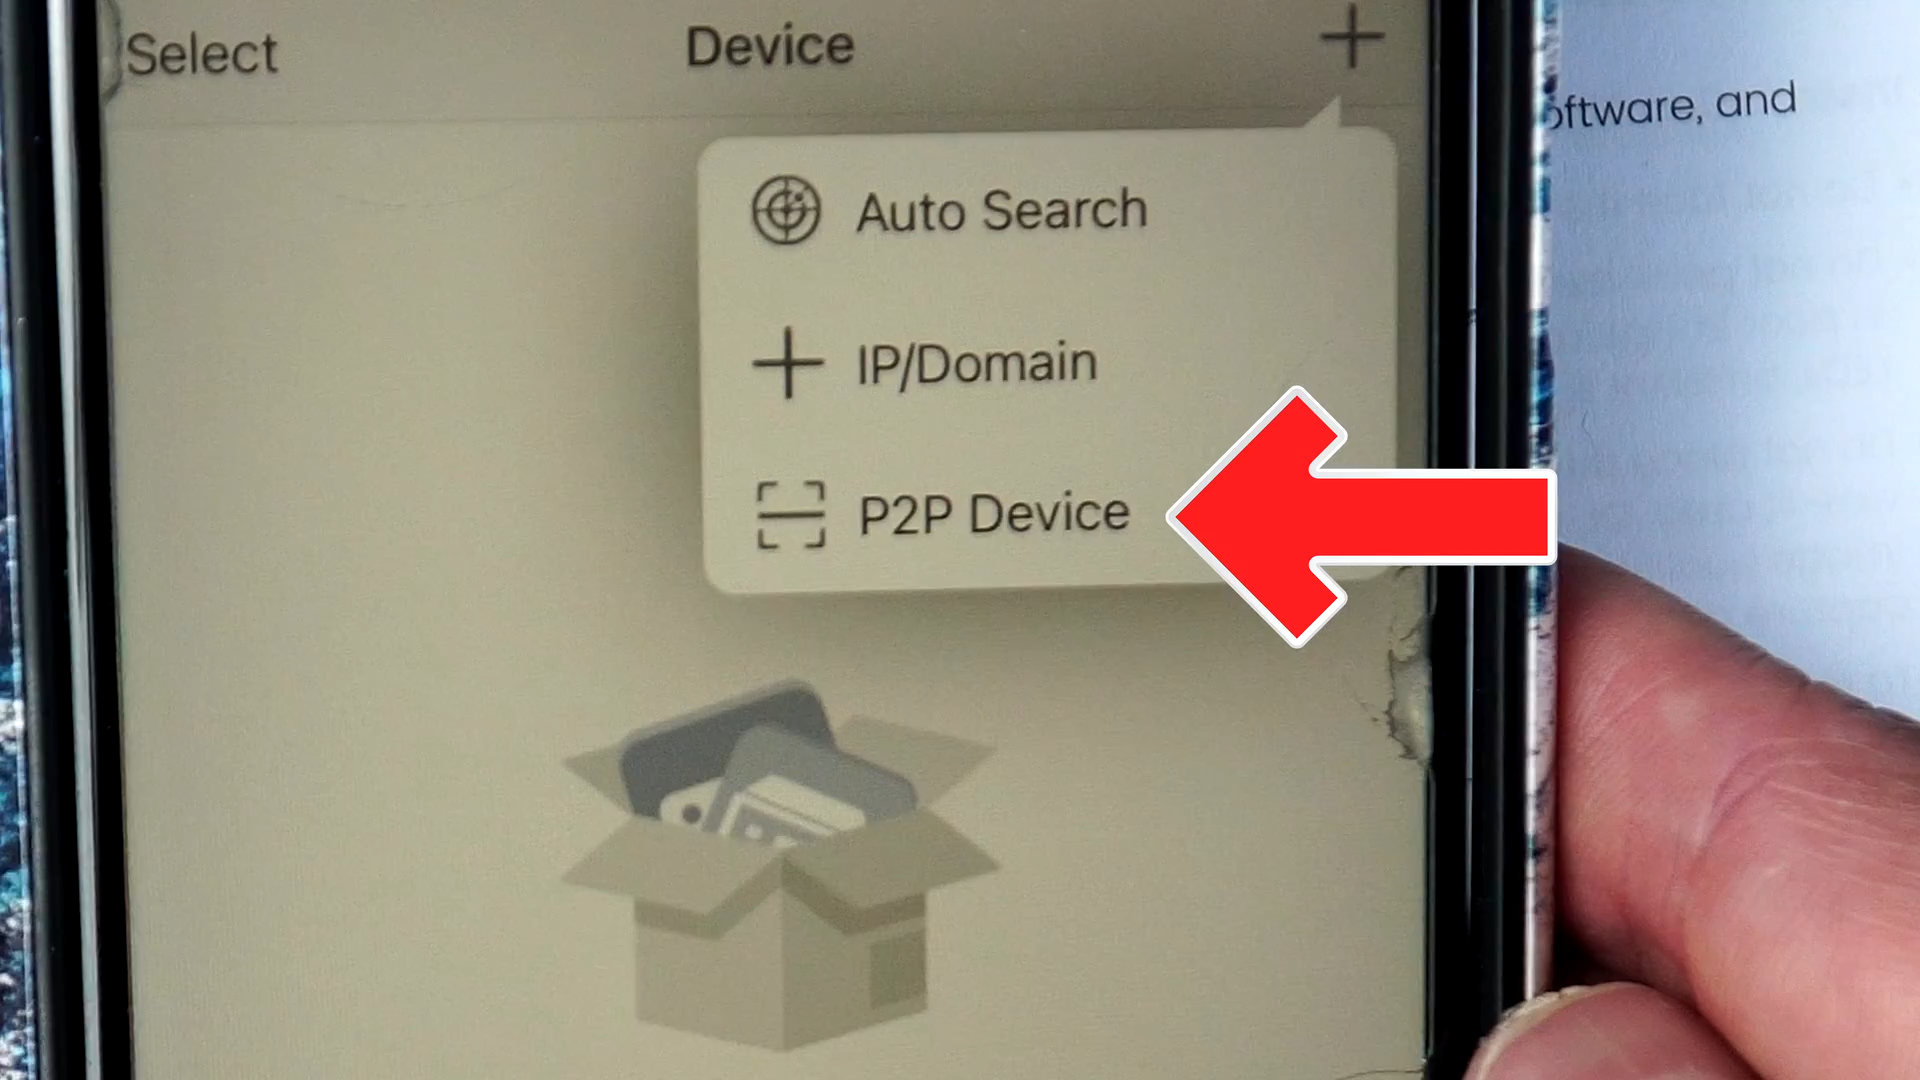 Select
Device
oftware, and
Auto Search
IP/Domain
P2P Device